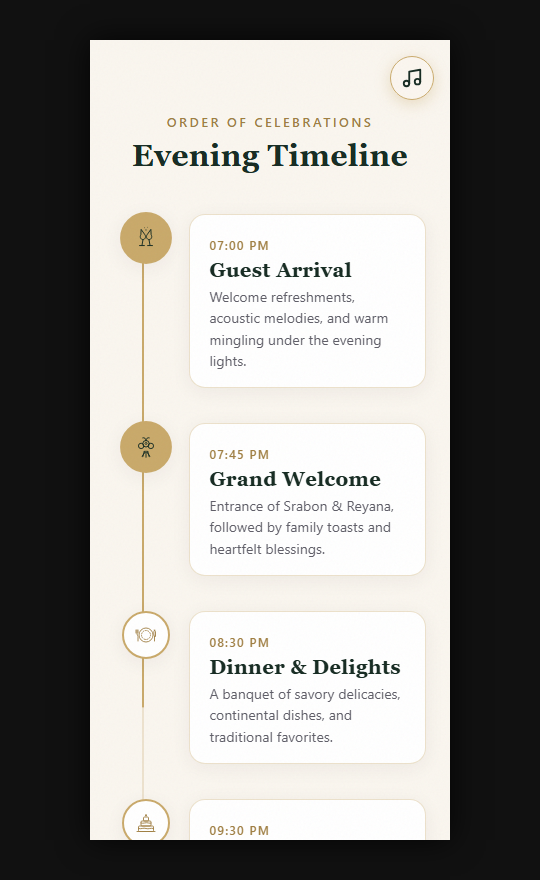 ORDER OF CELEBRATIONS
Evening Timeline
07:00 PM
Guest Arrival
Welcome refreshments,
acoustic melodies, and warm
mingling under the evening
lights.
07:45 PM
Grand Welcome
Entrance of Srabon & Reyana,
followed by family toasts and
heartfelt blessings.
08:30 PM
Dinner & Delights
A banquet of savory delicacies,
continental dishes, and
traditional favorites.
09:30 PM